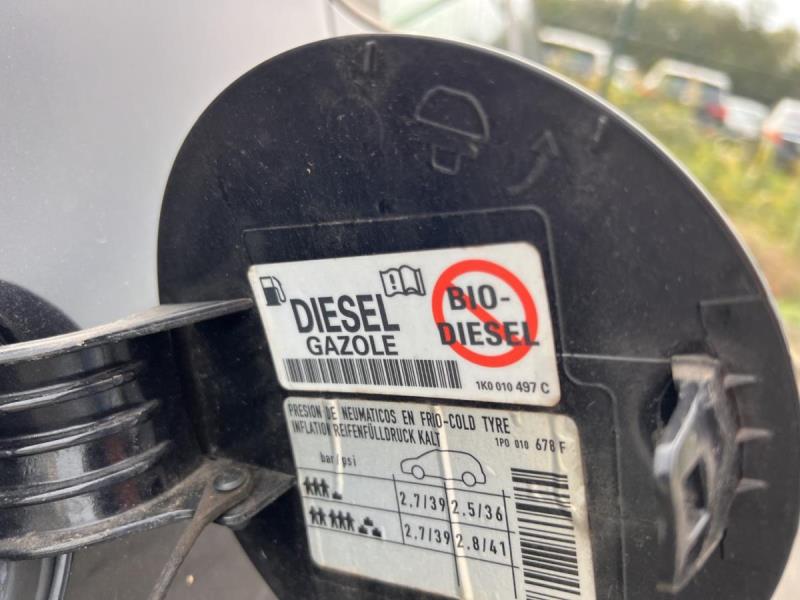 DIESEL
GAZOLE
BIO-
DIESEL
1K0 010 497 C
PRESION DE NEUMATICOS EN FRIO-COLD TYRE
INFLATION REIFENFÜLLDRUCK KALT
1P0 010 678 F
bar/psi
2.7/39 2.5/36
2.7/39 2.8/41